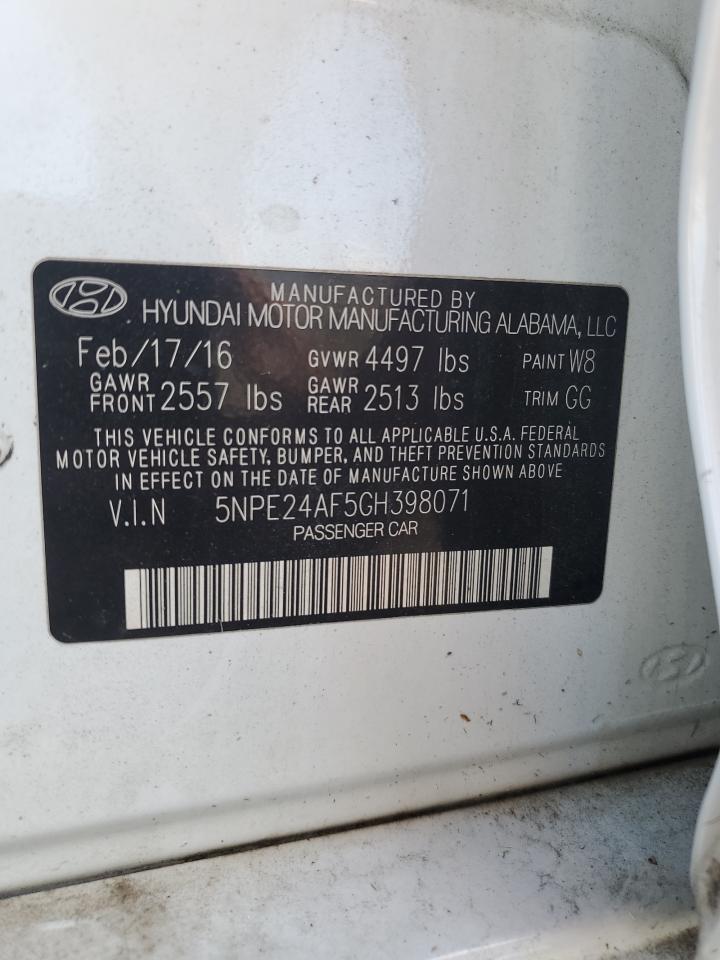 MANUFACTURED BY
HYUNDAI MOTOR MANUFACTURING ALABAMA, LLC
Feb/17/16 GVWR 4497 lbs PAINT W8
GAWR FRONT 2557 lbs GAWR REAR 2513 lbs TRIM GG
THIS VEHICLE CONFORMS TO ALL APPLICABLE U.S.A. FEDERAL
MOTOR VEHICLE SAFETY, BUMPER, AND THEFT PREVENTION STANDARDS
IN EFFECT ON THE DATE OF MANUFACTURE SHOWN ABOVE
V.I.N 5NPE24AF5GH398071
PASSENGER CAR